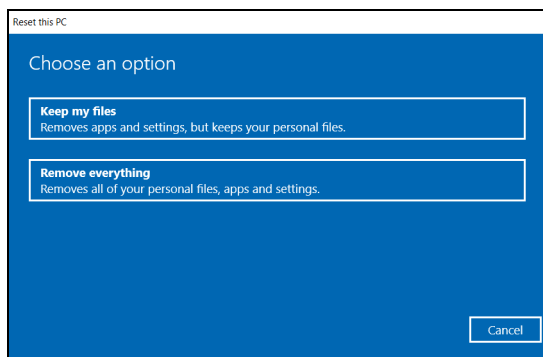 Reset this PC
Choose an option
Keep my files
Removes apps and settings, but keeps your personal files.
Remove everything
Removes all of your personal files, apps and settings.
Cancel